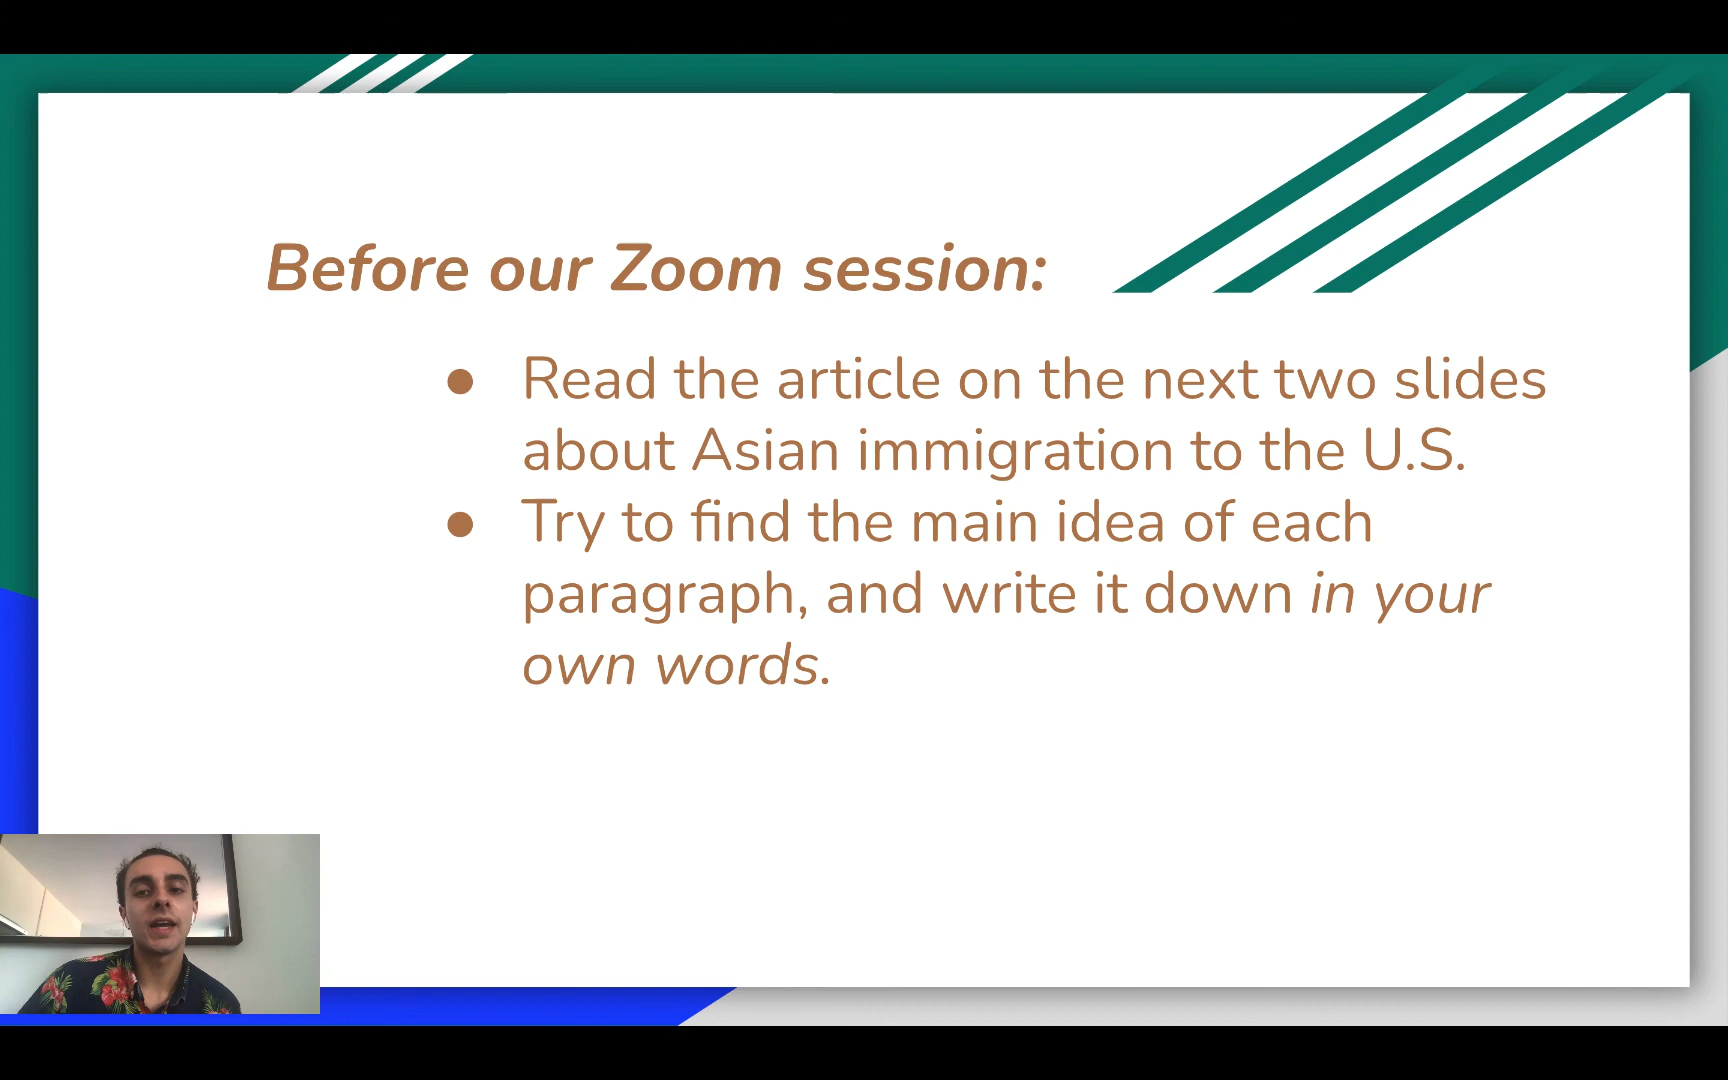 Before our Zoom session:
● Read the article on the next two slides
about Asian immigration to the U.S.
● Try to find the main idea of each
paragraph, and write it down in your
own words.